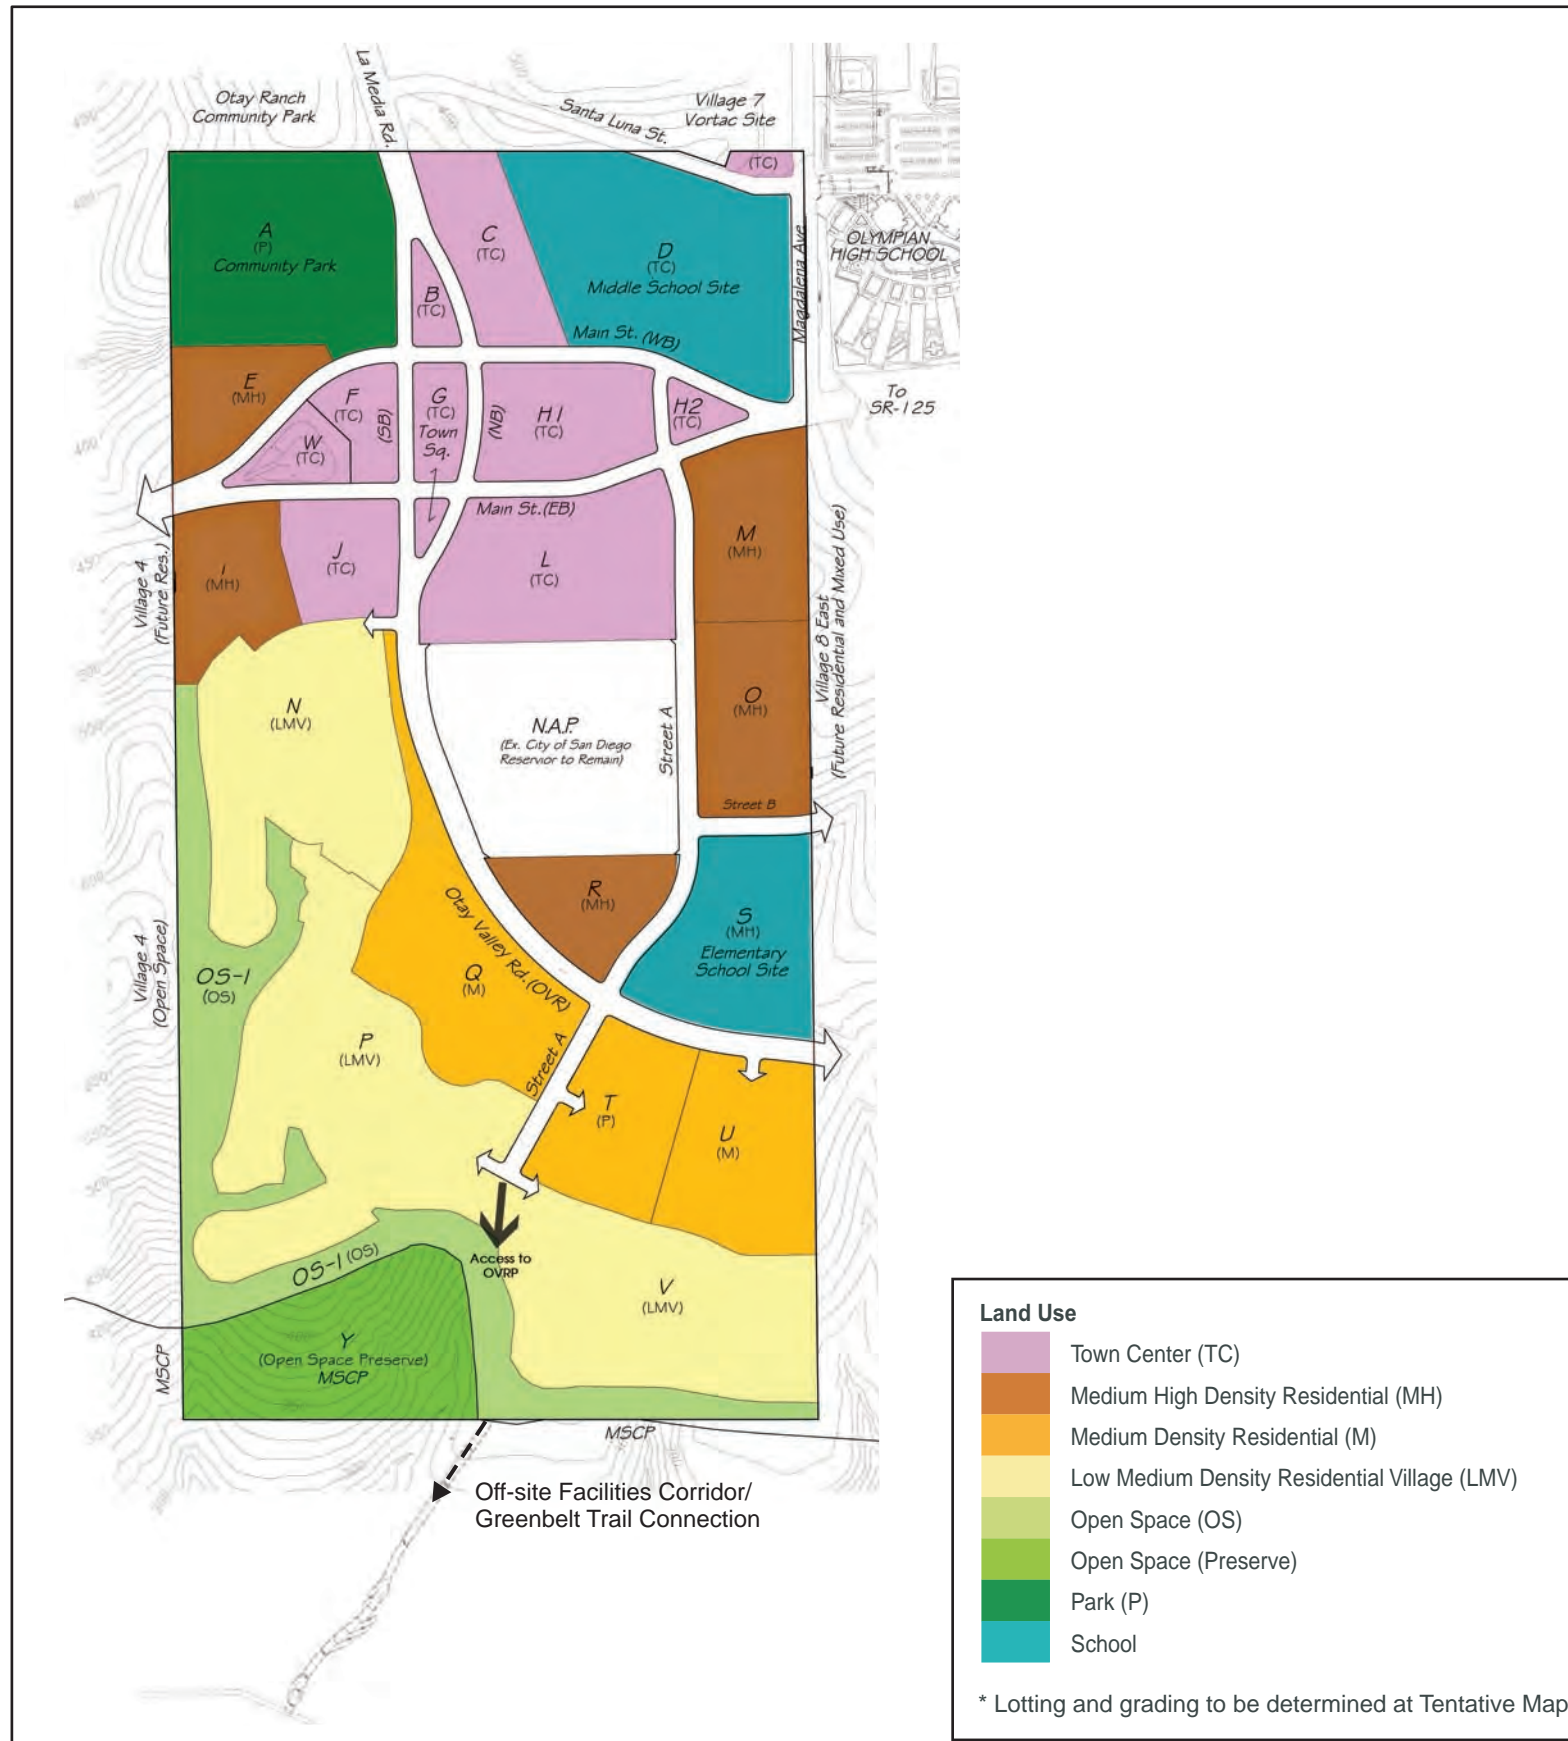 Otay Ranch
Community Park
La Media Rd.
Santa Luna St.
Village 7
Vortac Site
(TC)
A
(P)
Community Park
C
(TC)
D
(TC)
Middle School Site
Magdalena Ave
OLYMPIAN
HIGH SCHOOL
B
(TC)
Main St. (WB)
To
SR-125
E
(MH)
F
(TC)
(SB)
G
(TC)
Town
Sq.
(NB)
H1
(TC)
H2
(TC)
W
(TC)
Main St.(EB)
Village 4
(Future Res.)
I
(MH)
J
(TC)
L
(TC)
M
(MH)
Village 8 East
(Future Residential and Mixed Use)
N
(LMV)
N.A.P.
(Ex. City of San Diego
Reservior to Remain)
Street A
O
(MH)
Street B
R
(MH)
S
(MH)
Elementary
School Site
Otay Valley Rd.(OVR)
Village 4
(Open Space)
OS-1
(OS)
Q
(M)
P
(LMV)
Street A
T
(P)
U
(M)
Access to
OVRP
OS-1 (OS)
V
(LMV)
Y
(Open Space Preserve)
MSCP
MSCP
MSCP
Off-site Facilities Corridor/
Greenbelt Trail Connection
Land Use
Town Center (TC)
Medium High Density Residential (MH)
Medium Density Residential (M)
Low Medium Density Residential Village (LMV)
Open Space (OS)
Open Space (Preserve)
Park (P)
School
* Lotting and grading to be determined at Tentative Map